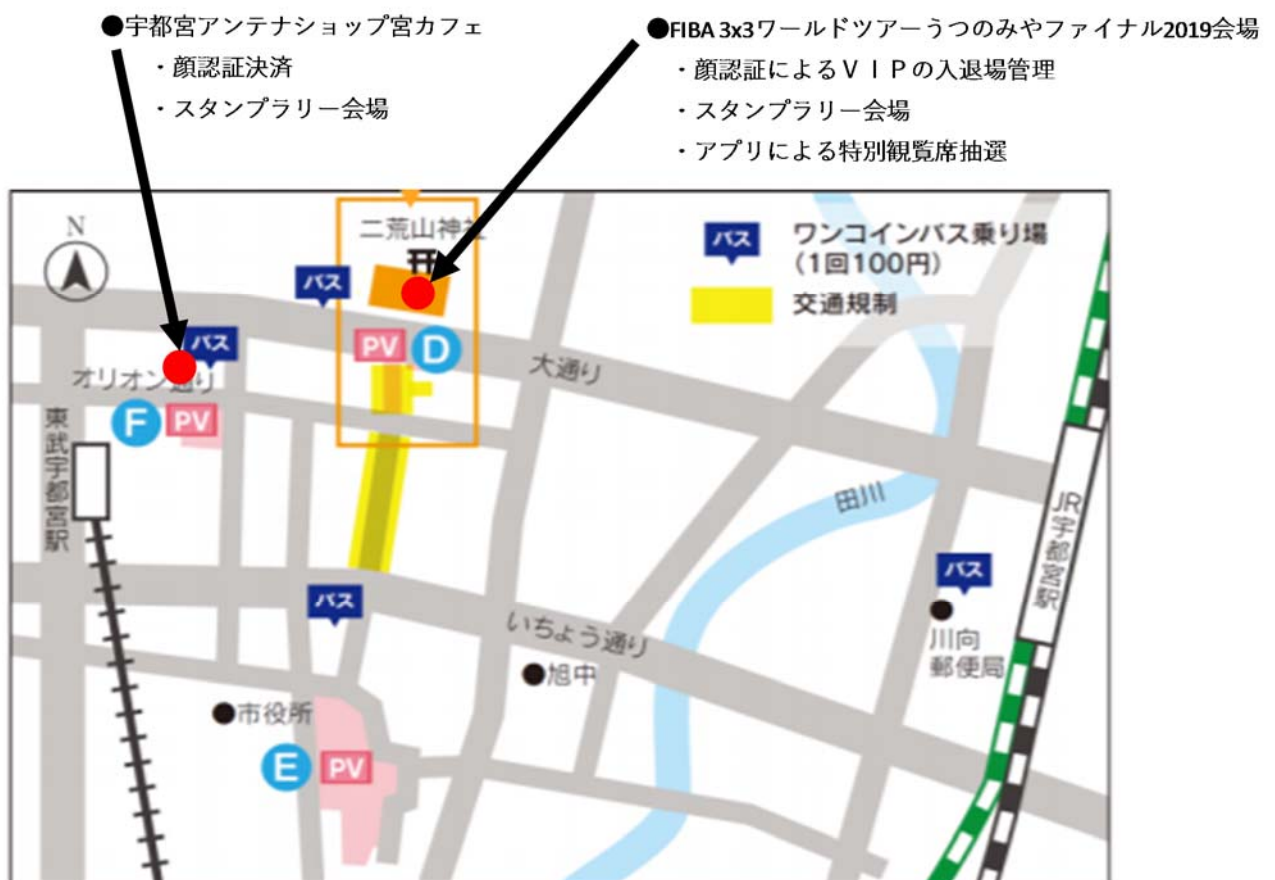 ●宇都宮アンテナショップ宮カフェ
・顔認証決済
・スタンプラリー会場
●FIBA 3x3ワールドツアーうつのみやファイナル2019会場
・顔認証によるVIPの入退場管理
・スタンプラリー会場
・アプリによる特別観覧席抽選
N
二荒山神社
バス
ワンコインバス乗り場
(1回100円)
交通規制
バス
バス
PV
D
大通り
オリオン通り
F
PV
東武宇都宮駅
田川
JR宇都宮駅
バス
川向
郵便局
バス
いちょう通り
●旭中
●市役所
E
PV